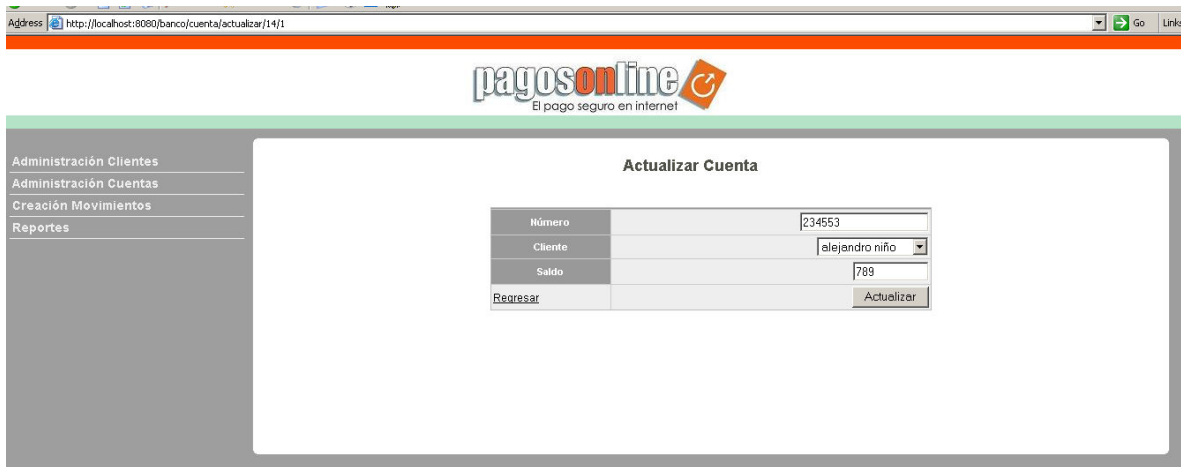 Address http://localhost:8080/banco/cuenta/actualizar/14/1 Go Links
pagosonline
El pago seguro en internet
Administración Clientes
Administración Cuentas
Creación Movimientos
Reportes
Actualizar Cuenta
Número 234553
Cliente alejandro niño
Saldo 789
Regresar Actualizar